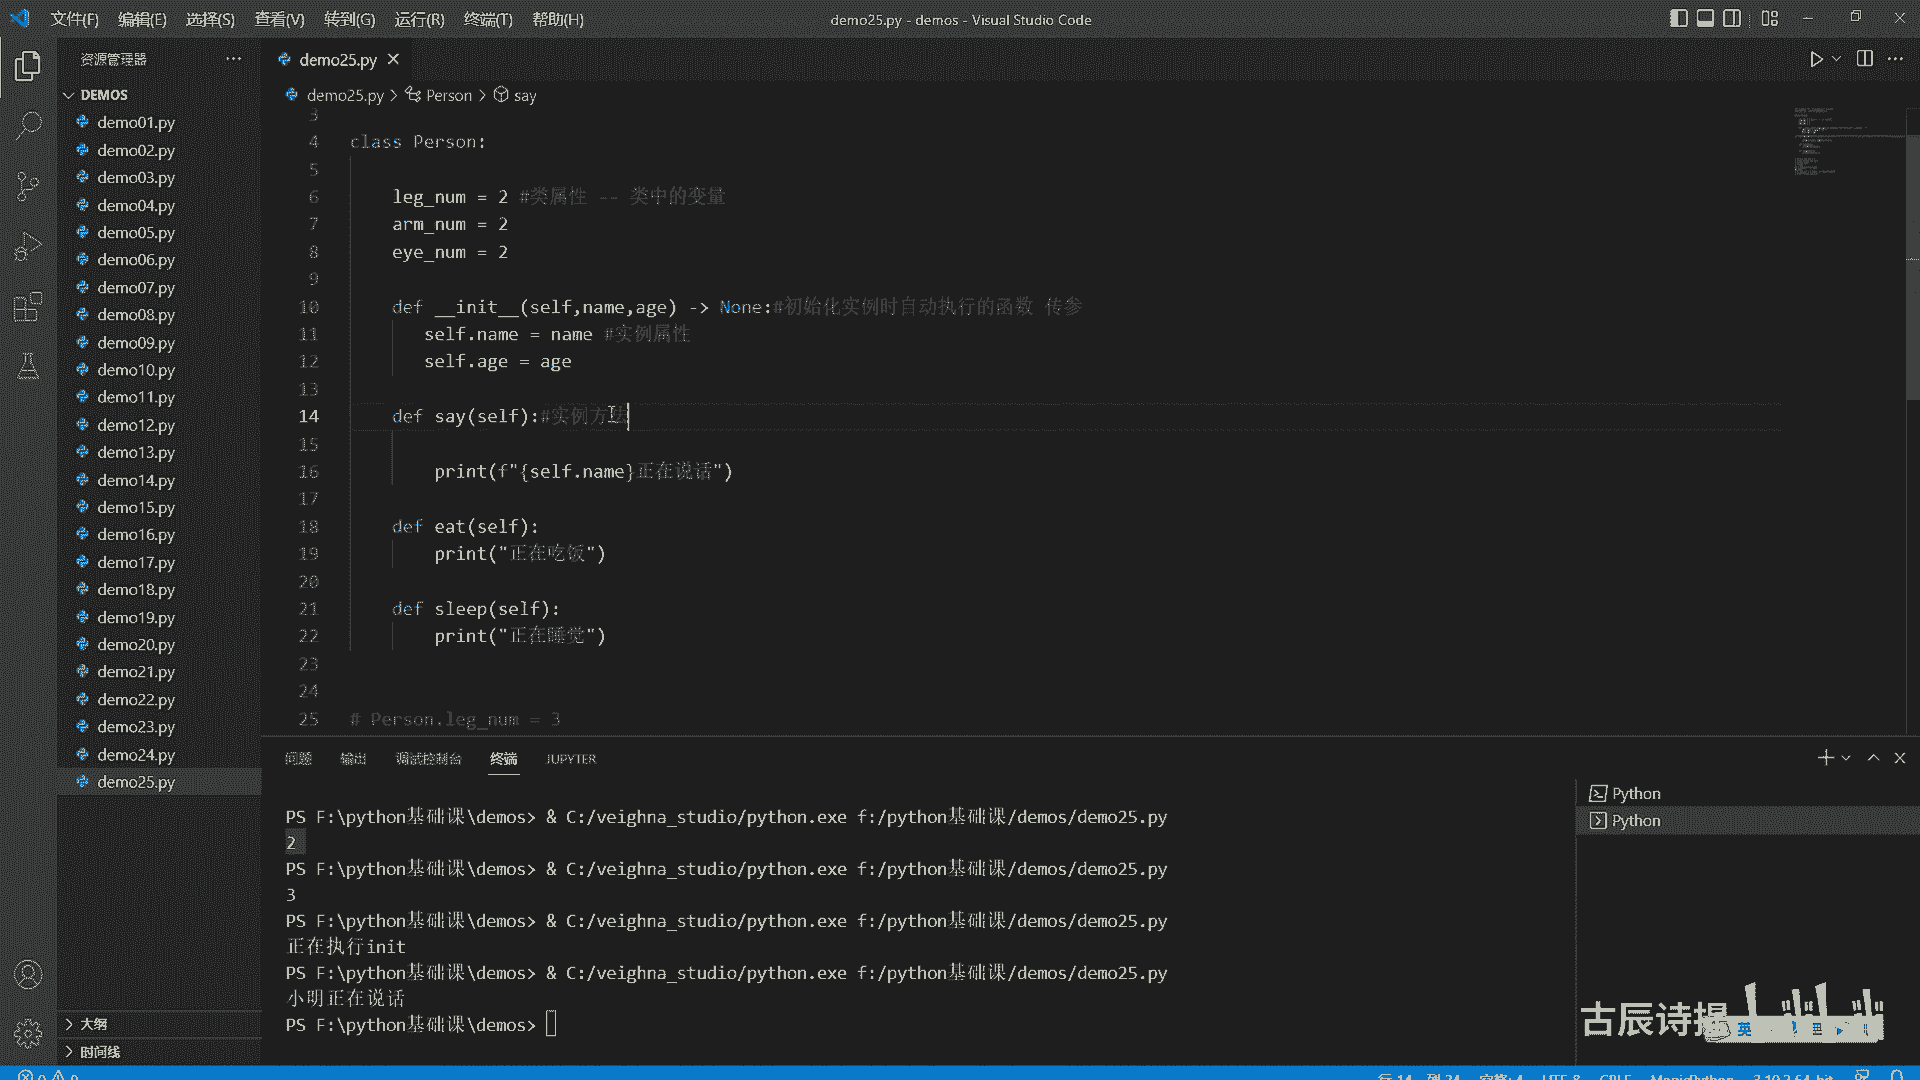 文件(F) 编辑(E) 选择(S) 查看(V) 转到(G) 运行(R) 终端(T) 帮助(H)
demo25.py - demos - Visual Studio Code
资源管理器
DEMOS
demo01.py
demo02.py
demo03.py
demo04.py
demo05.py
demo06.py
demo07.py
demo08.py
demo09.py
demo10.py
demo11.py
demo12.py
demo13.py
demo14.py
demo15.py
demo16.py
demo17.py
demo18.py
demo19.py
demo20.py
demo21.py
demo22.py
demo23.py
demo24.py
demo25.py
大纲
时间线
demo25.py
demo25.py > Person > say
3
4 class Person:
5
6 leg_num = 2 #类属性 -- 类中的变量
7 arm_num = 2
8 eye_num = 2
9
10 def __init__(self,name,age) -> None:#初始化实例时自动执行的函数 传参
11 self.name = name #实例属性
12 self.age = age
13
14 def say(self):#实例方法
15
16 print(f"{self.name}正在说话")
17
18 def eat(self):
19 print("正在吃饭")
20
21 def sleep(self):
22 print("正在睡觉")
23
24
25 # Person.leg_num = 3
问题 输出 调试控制台 终端 JUPYTER
PS F:\python基础课\demos> & C:/veighna_studio/python.exe f:/python基础课/demos/demo25.py
2
PS F:\python基础课\demos> & C:/veighna_studio/python.exe f:/python基础课/demos/demo25.py
3
PS F:\python基础课\demos> & C:/veighna_studio/python.exe f:/python基础课/demos/demo25.py
正在执行init
PS F:\python基础课\demos> & C:/veighna_studio/python.exe f:/python基础课/demos/demo25.py
小明正在说话
PS F:\python基础课\demos>
Python
Python
古辰诗提
英
行 14, 列 24 空格: 4 UTF-8 CRLF MagicPython 3.10.2 64-bit